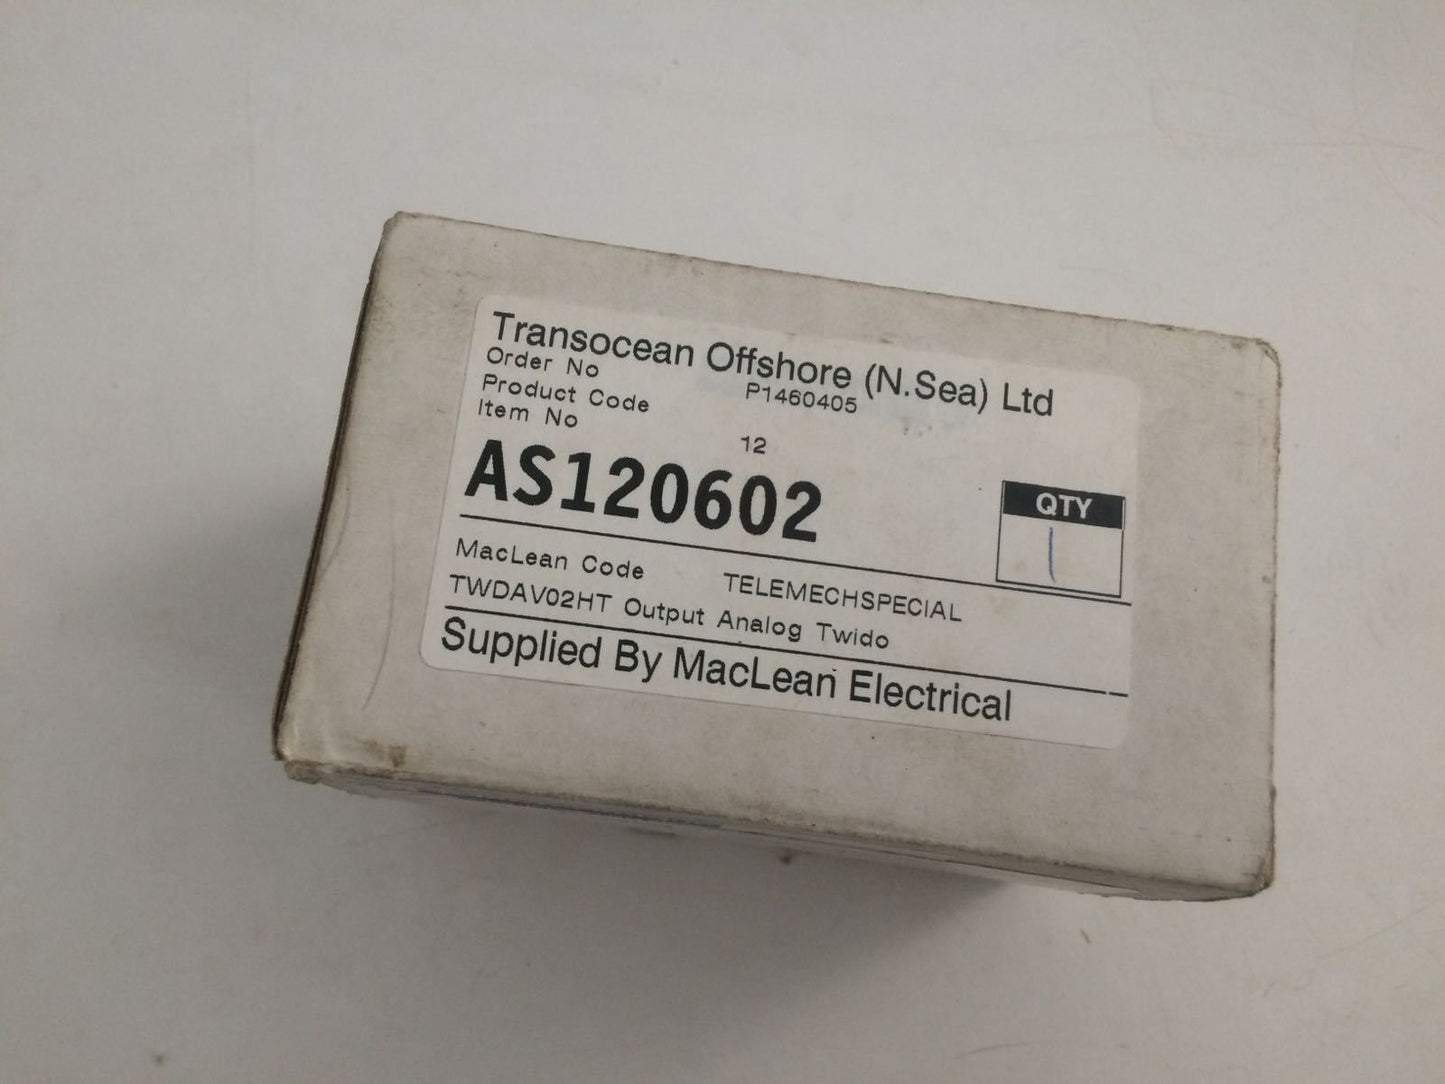 Transocean Offshore (N.Sea) Ltd
Order No P1460405
Product Code
Item No 12
AS120602
QTY
1
MacLean Code TELEMECHSPECIAL
TWDAVO2HT Output Analog Twido
Supplied By MacLean Electrical